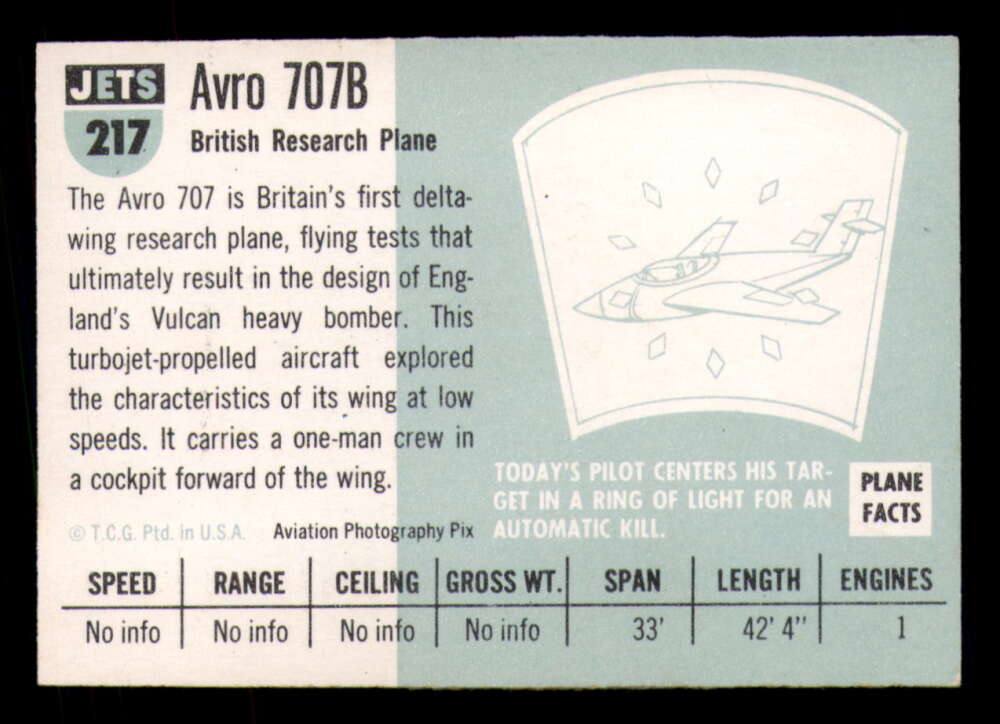 JETS
217
Avro 707B
British Research Plane
The Avro 707 is Britain's first delta-
wing research plane, flying tests that
ultimately result in the design of Eng-
land's Vulcan heavy bomber. This
turbojet-propelled aircraft explored
the characteristics of its wing at low
speeds. It carries a one-man crew in
a cockpit forward of the wing.
© T.C.G. Ptd. in U.S.A. Aviation Photography Pix
TODAY'S PILOT CENTERS HIS TAR-
GET IN A RING OF LIGHT FOR AN
AUTOMATIC KILL.
PLANE
FACTS
SPEED RANGE CEILING GROSS WT. SPAN LENGTH ENGINES
No info No info No info No info 33' 42' 4" 1